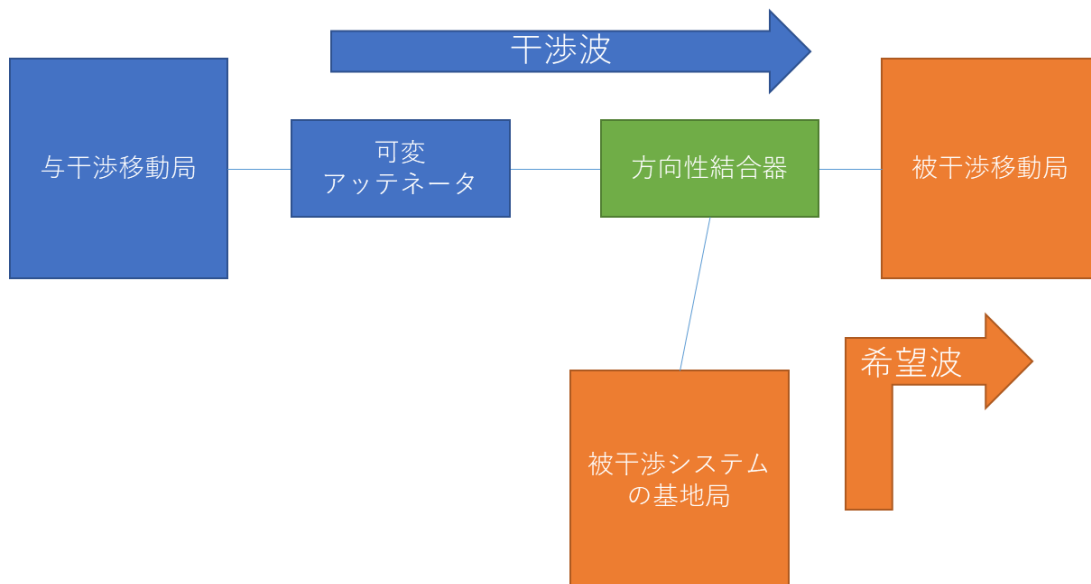 干渉波
与干渉移動局
可変
アッテネータ
方向性結合器
被干渉移動局
希望波
被干渉システム
の基地局